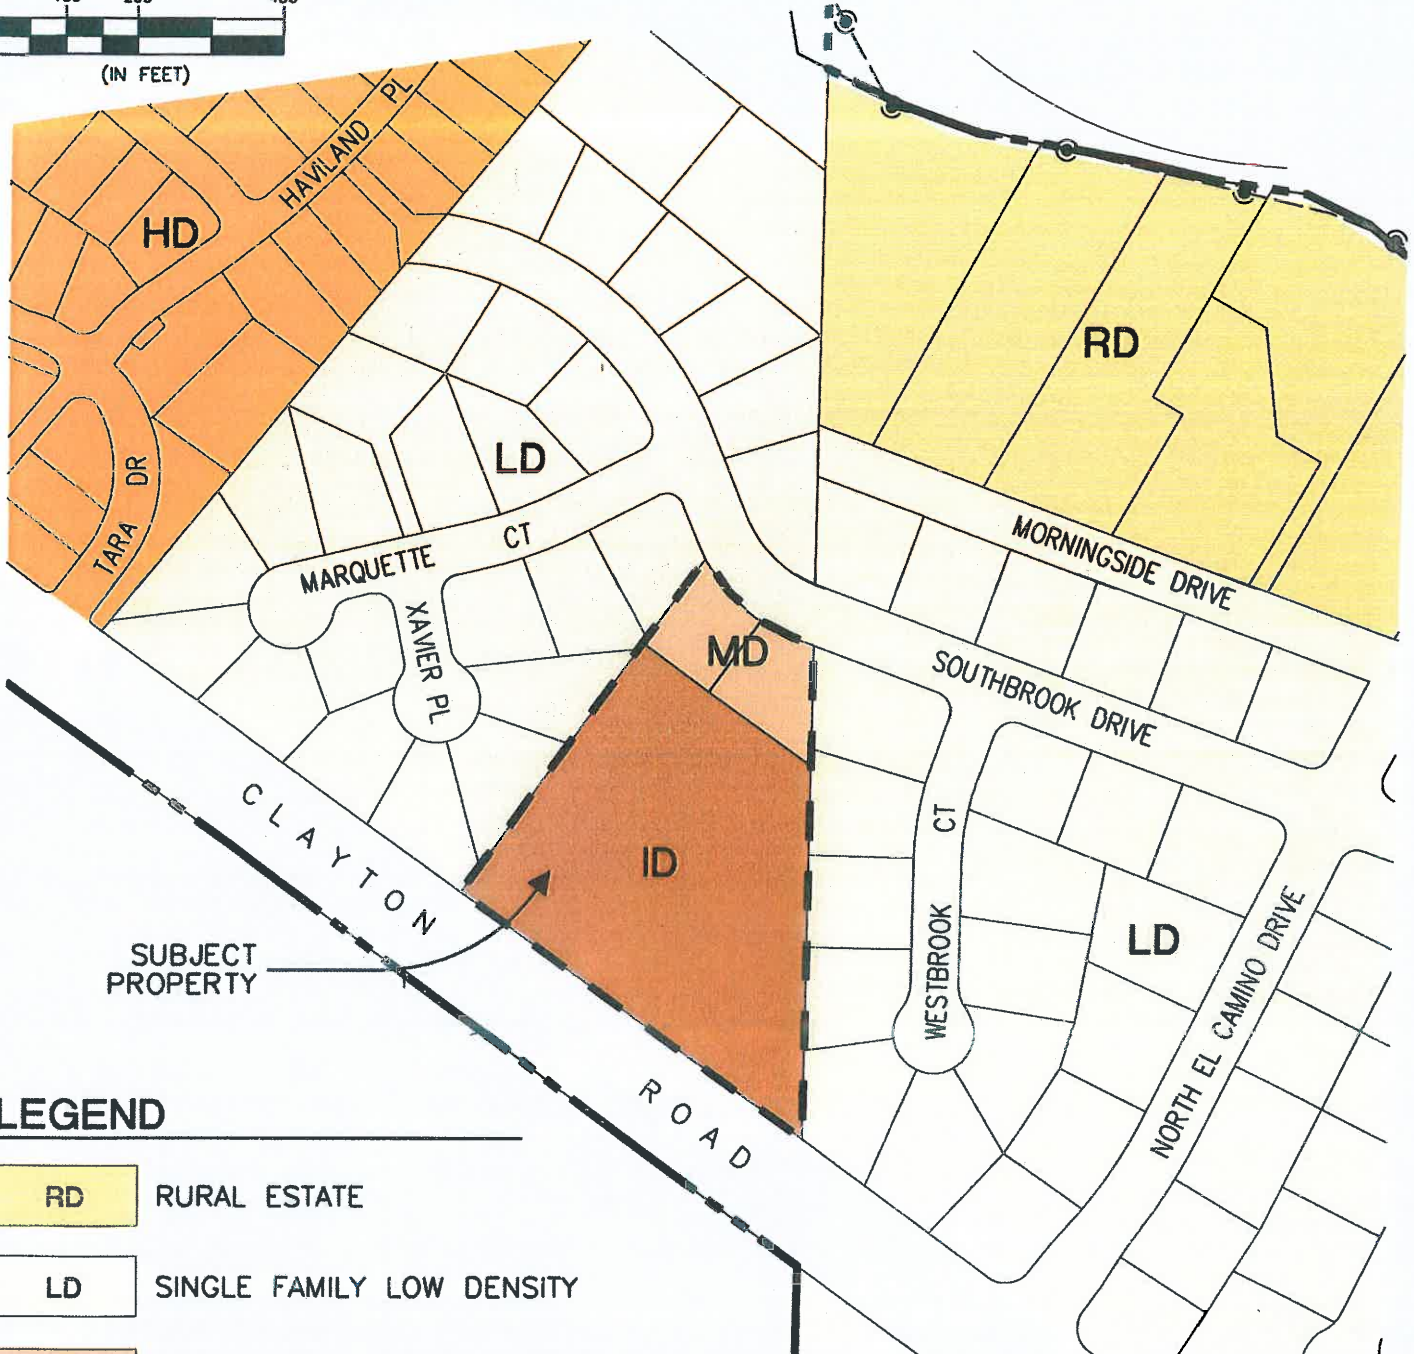 (IN FEET)
HAVILAND PL
HD
RD
LD
TARA DR
MARQUETTE CT
MORNINGSIDE DRIVE
XAVIER PL
MD
SOUTHBROOK DRIVE
CLAYTON ROAD
ID
WESTBROOK CT
LD
NORTH EL CAMINO DRIVE
SUBJECT
PROPERTY
LEGEND
RD RURAL ESTATE
LD SINGLE FAMILY LOW DENSITY